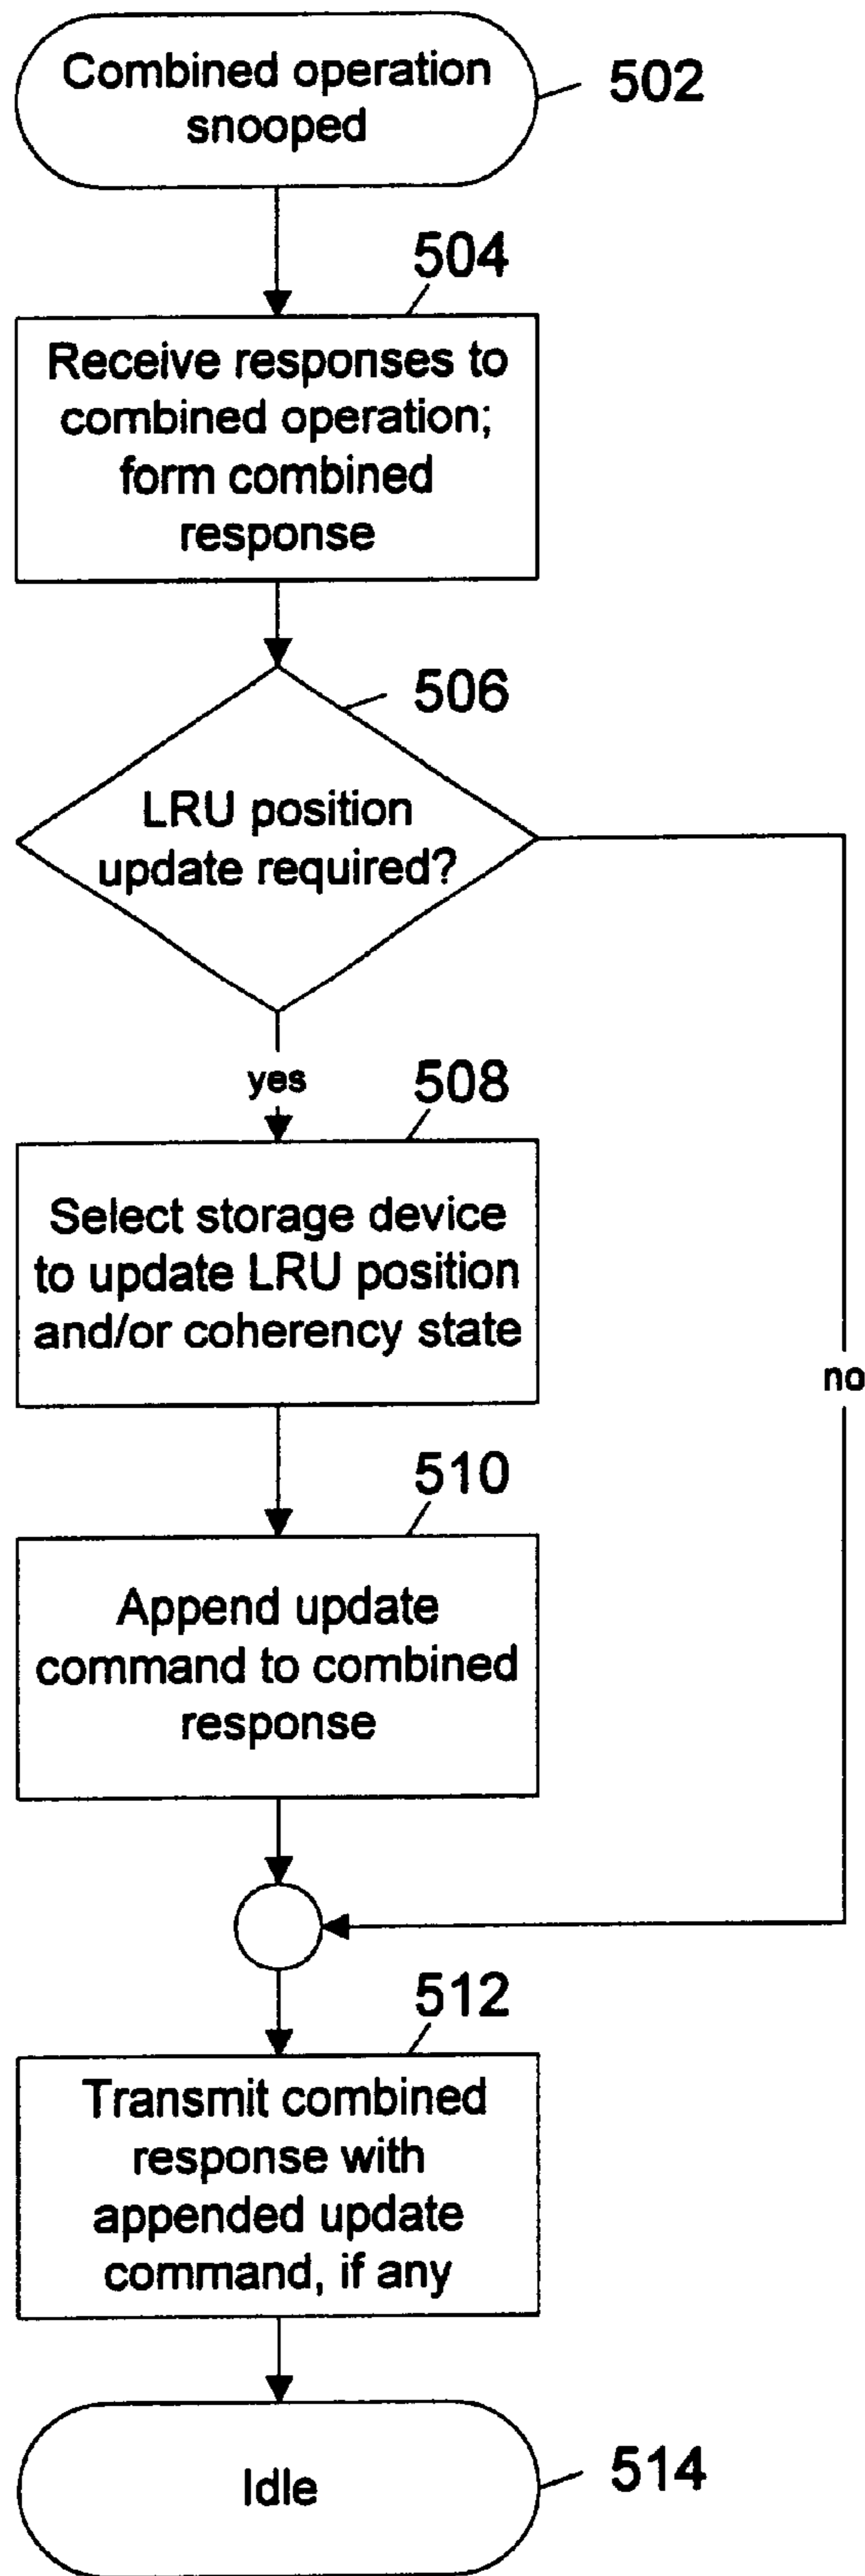 Combined operation
snooped
502
504
Receive responses to
combined operation;
form combined
response
506
LRU position
update required?
yes
no
508
Select storage device
to update LRU position
and/or coherency state
510
Append update
command to combined
response
512
Transmit combined
response with
appended update
command, if any
Idle
514